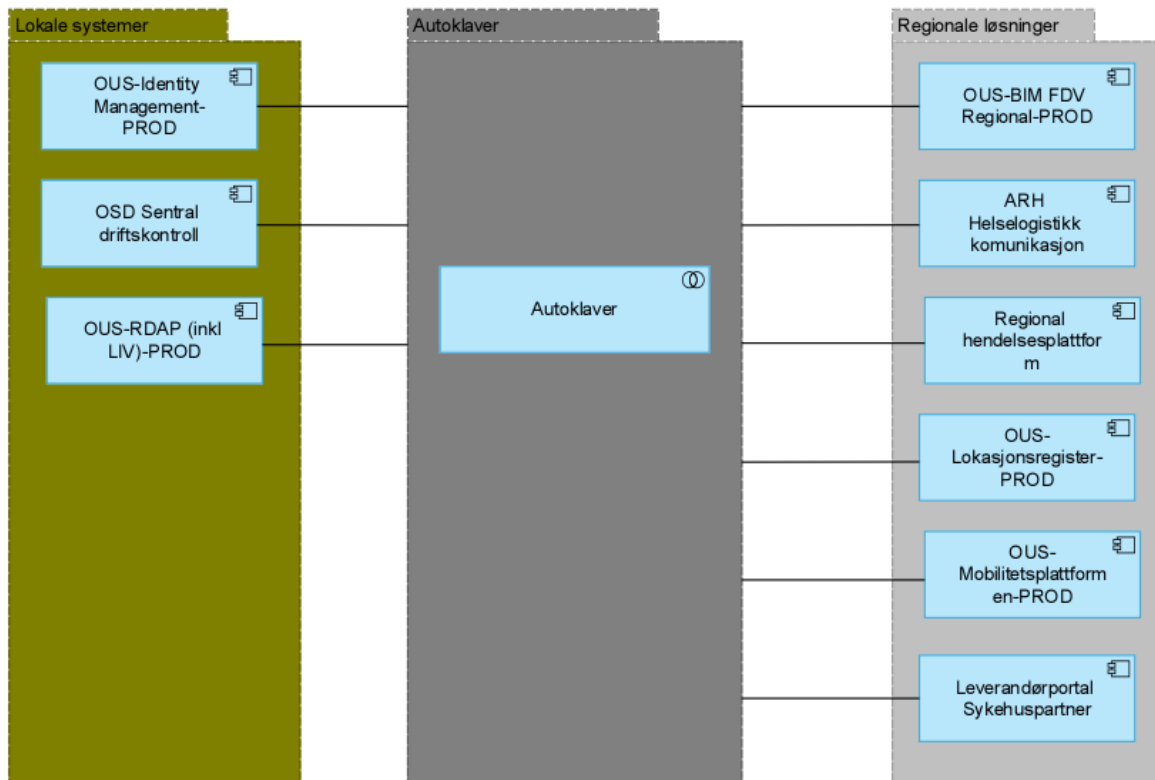 Lokale systemer
OUS-Identity
Management-
PROD
OSD Sentral
driftskontroll
OUS-RDAP (inkl
LIV)-PROD
Autoklaver
Autoklaver
Regionale løsninger
OUS-BIM FDV
Regional-PROD
ARH
Helselogistikk
komunikasjon
Regional
hendelsesplattfor
m
OUS-
Lokasjonsregister-
PROD
OUS-
Mobilitetsplattform
en-PROD
Leverandørportal
Sykehuspartner